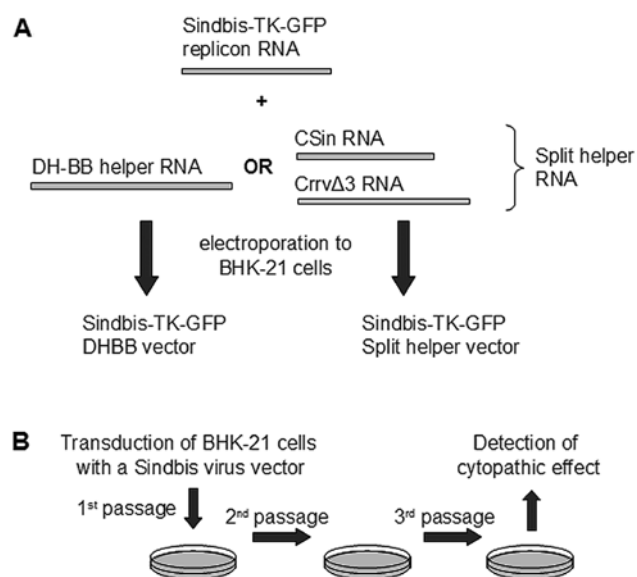 A
Sindbis-TK-GFP
replicon RNA
+
DH-BB helper RNA
OR
CSin RNA
CrrvΔ3 RNA
Split helper
RNA
electroporation to
BHK-21 cells
Sindbis-TK-GFP
DHBB vector
Sindbis-TK-GFP
Split helper vector
B
Transduction of BHK-21 cells
with a Sindbis virus vector
Detection of
cytopathic effect
1st passage
2nd passage
3rd passage